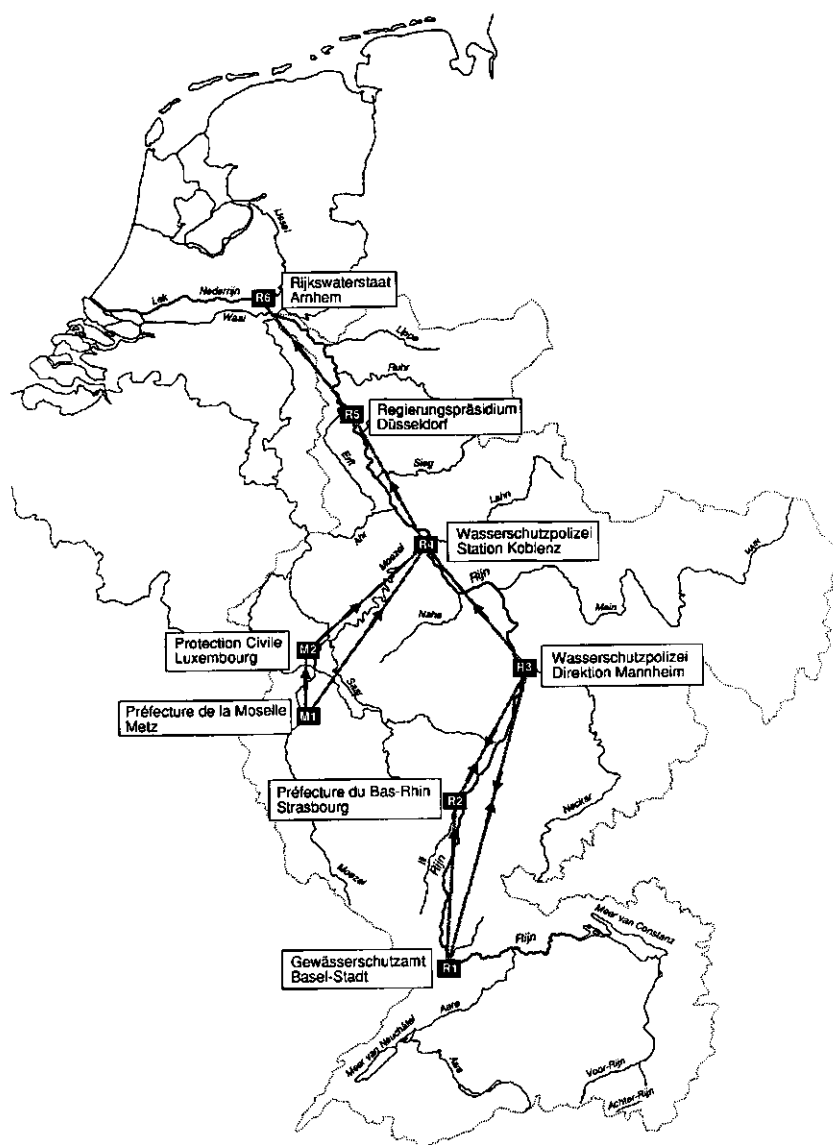 IJssel
R6
Rijkswaterstaat
Arnhem
Lek
Nederrijn
Waal
Lippe
Ruhr
R5
Regierungspräsidium
Düsseldorf
Erft
Sieg
Lahn
Ahr
R4
Wasserschutzpolizei
Station Koblenz
Moezel
Rijn
Main
Main
Nahe
Protection Civile
Luxembourg
M2
R3
Wasserschutzpolizei
Direktion Mannheim
Saar
Préfecture de la Moselle
Metz
M1
Préfecture du Bas-Rhin
Strasbourg
R2
Neckar
Ill
Rijn
Moezel
Meer van Constanz
Rijn
Gewässerschutzamt
Basel-Stadt
R1
Aare
Meer van Neuchâtel
Aare
Voor-Rijn
Achter-Rijn